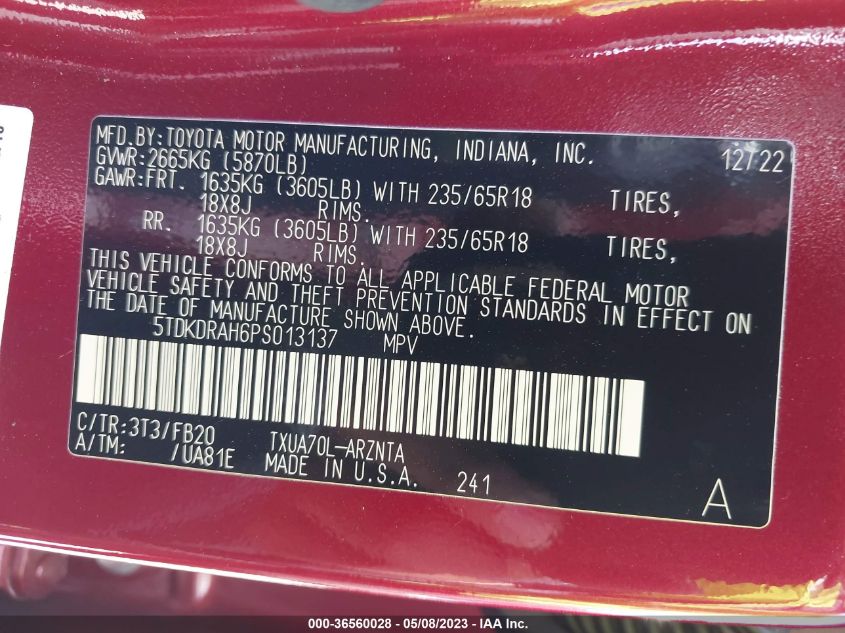 MFD.BY:TOYOTA MOTOR MANUFACTURING, INDIANA, INC. 12/22
GVWR:2665KG (5870LB)
GAWR:FRT. 1635KG (3605LB) WITH 235/65R18 TIRES,
18X8J RIMS.
RR. 1635KG (3605LB) WITH 235/65R18 TIRES,
18X8J RIMS.
THIS VEHICLE CONFORMS TO ALL APPLICABLE FEDERAL MOTOR
VEHICLE SAFETY AND THEFT PREVENTION STANDARDS IN EFFECT ON
THE DATE OF MANUFACTURE SHOWN ABOVE.
5TDKDRAH6PS013137 MPV
C/TR:3T3/FB20 TXUA70L-ARZNTA
A/TM: /UA81E MADE IN U.S.A. 241 A
000-36560028 - 05/08/2023 - IAA Inc.